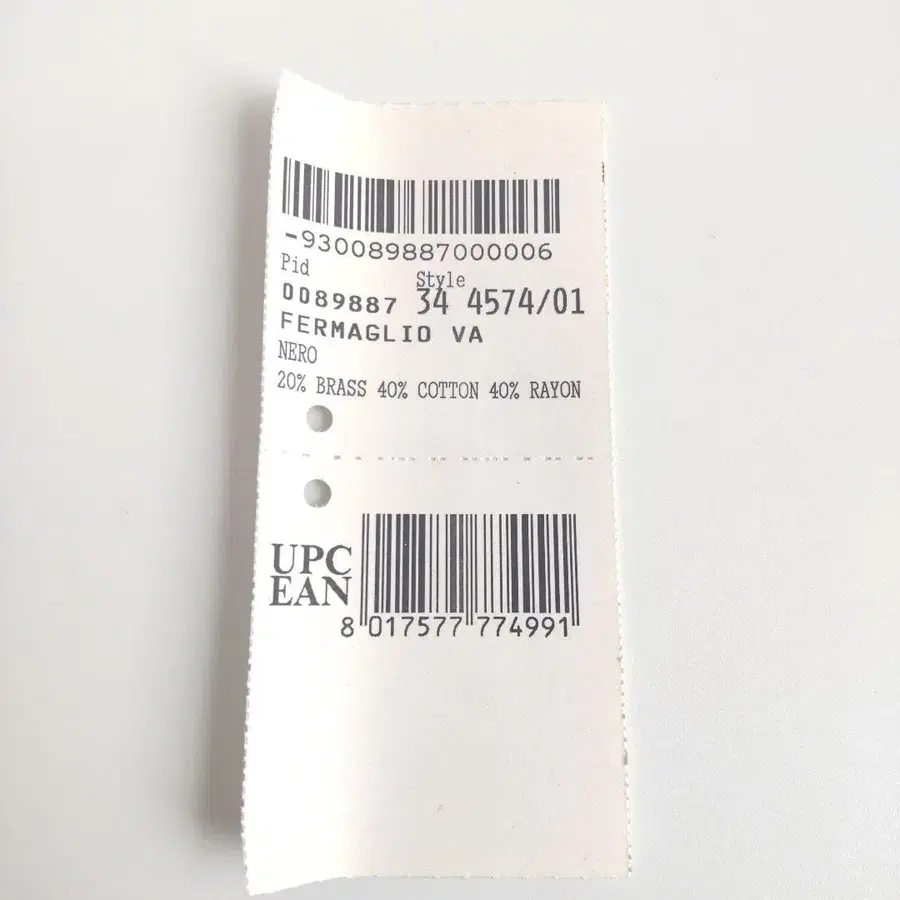 -930089887000006
Pid Style
0089887 34 4574/01
FERMAGLIO VA
NERO
20% BRASS 40% COTTON 40% RAYON
UPC
EAN
8 017577 774991